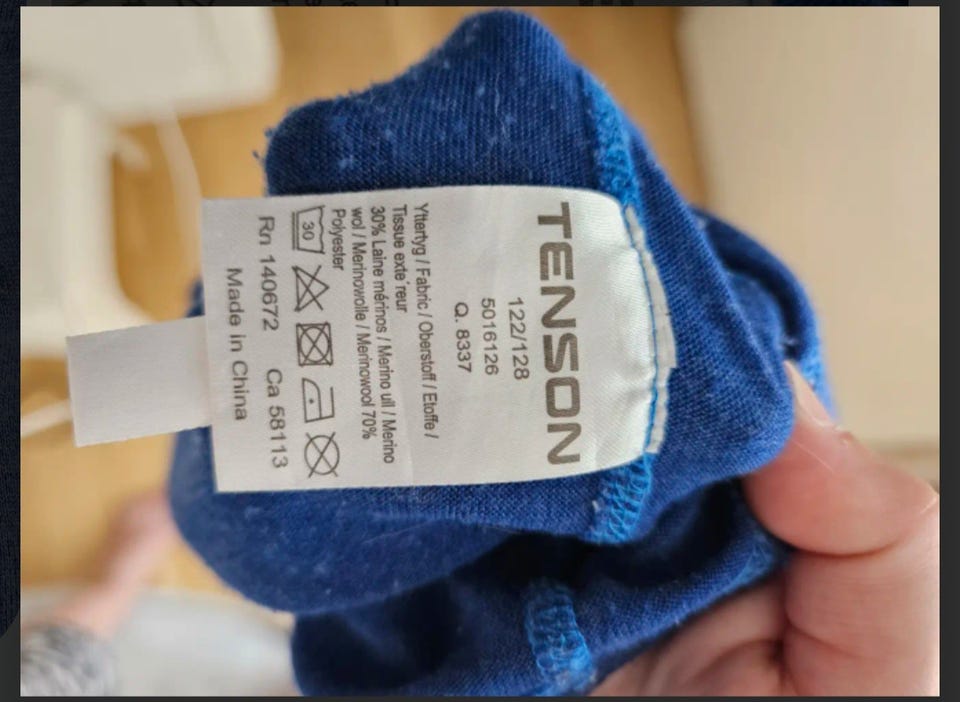 TENSON
122/128
5016126
Q. 8337
Yttertyg / Fabric / Oberstoff / Etoffe /
Tissue exte´reur
30% Laine mérinos / Merino ull / Merino
wol / Merinowolle / Merinowool 70%
Polyester
30
Rn 140672 Ca 58113
Made in China